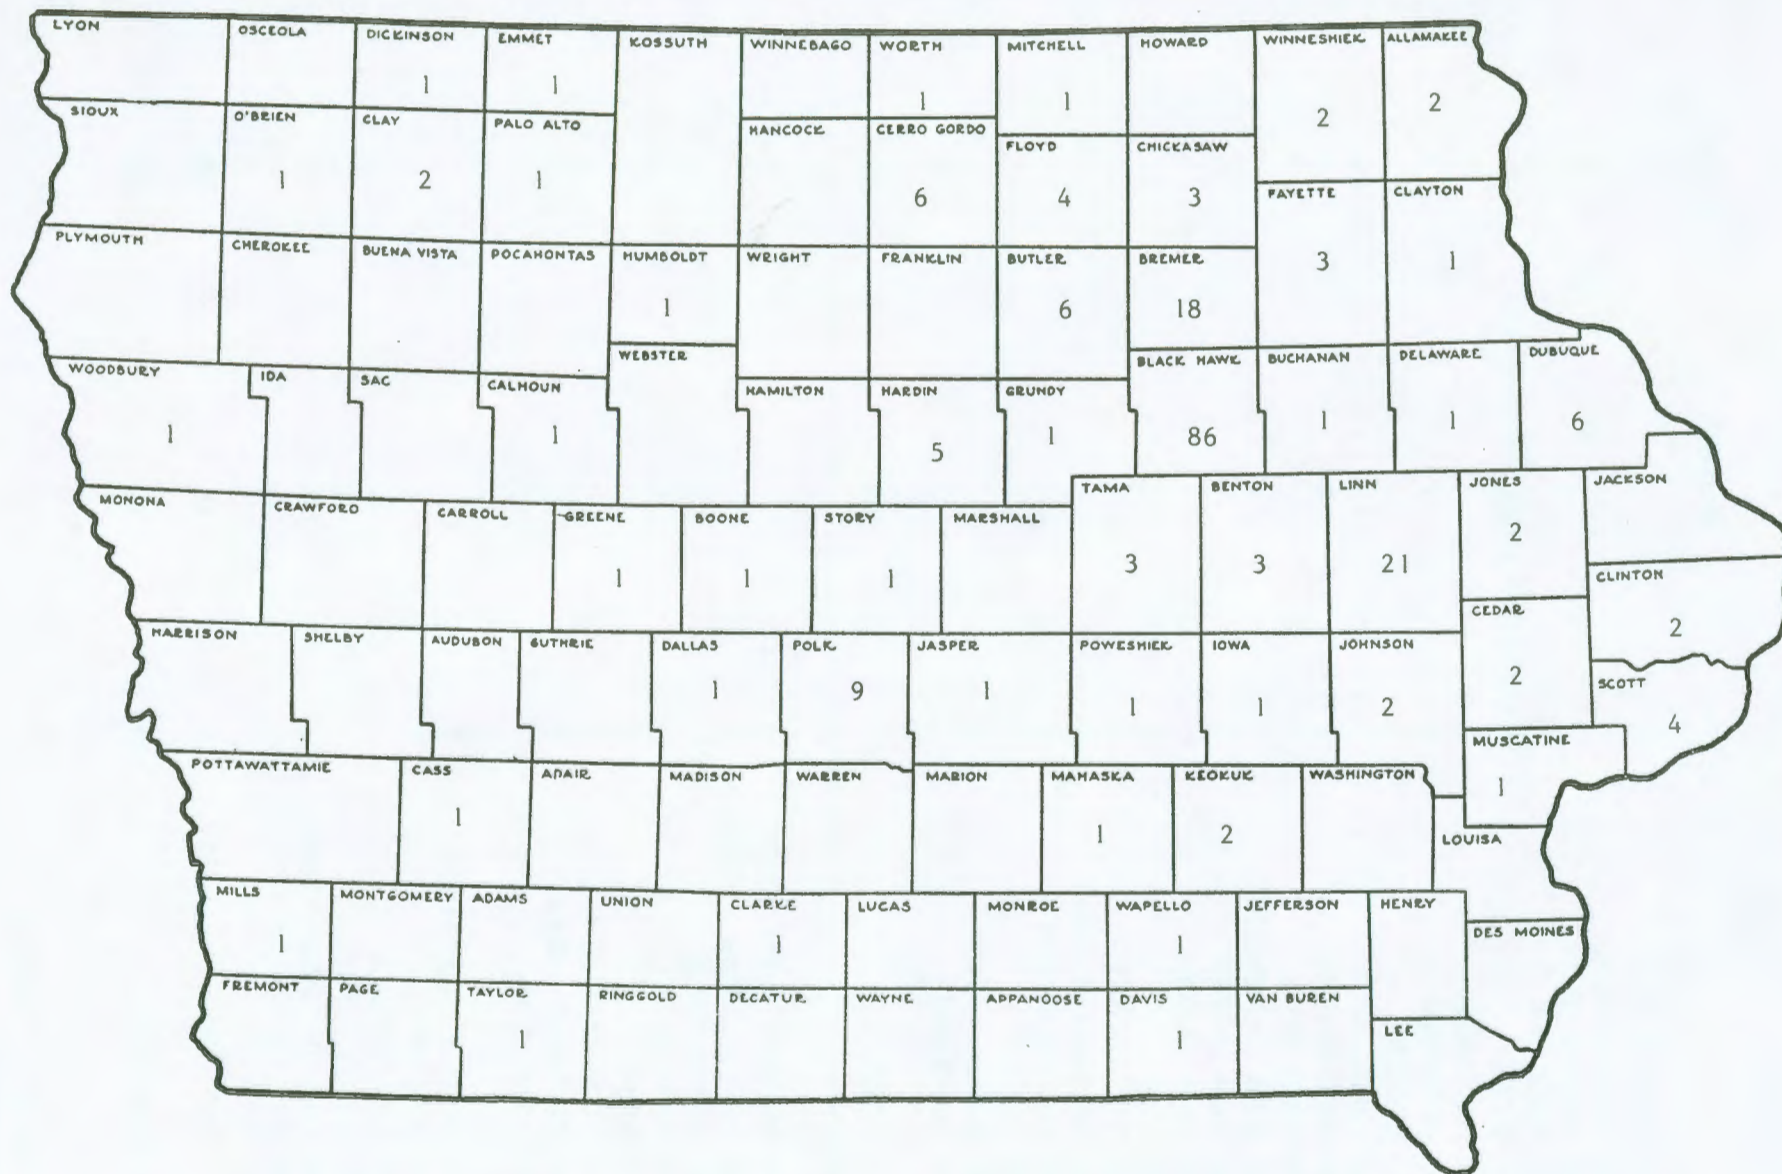 LYON
OSCEOLA
DICKINSON
1
EMMET
1
KOSSUTH
WINNEBAGO
WORTH
1
MITCHELL
1
HOWARD
WINNESHIEK
2
ALLAMAKEE
2
SIOUX
O'BRIEN
1
CLAY
2
PALO ALTO
1
HANCOCK
CERRO GORDO
6
FLOYD
4
CHICKASAW
3
FAYETTE
3
CLAYTON
1
PLYMOUTH
CHEROKEE
BUENA VISTA
POCAHONTAS
HUMBOLDT
1
WRIGHT
FRANKLIN
BUTLER
6
BREMER
18
WOODBURY
1
IDA
SAC
CALHOUN
1
WEBSTER
HAMILTON
HARDIN
5
GRUNDY
1
BLACK HAWK
86
BUCHANAN
1
DELAWARE
1
DUBUQUE
6
MONONA
CRAWFORD
CARROLL
GREENE
1
BOONE
1
STORY
1
MARSHALL
TAMA
3
BENTON
3
LINN
21
JONES
2
JACKSON
CLINTON
2
CEDAR
2
HARRISON
SHELBY
AUDUBON
GUTHRIE
DALLAS
1
POLK
9
JASPER
1
POWESHIEK
1
IOWA
1
JOHNSON
2
SCOTT
4
MUSCATINE
1
POTTAWATTAMIE
CASS
1
ADAIR
MADISON
WARREN
MARION
MAHASKA
1
KEOKUK
2
WASHINGTON
LOUISA
MILLS
1
MONTGOMERY
ADAMS
UNION
CLARKE
1
LUCAS
MONROE
WAPELLO
1
JEFFERSON
HENRY
DES MOINES
FREMONT
PAGE
TAYLOR
1
RINGGOLD
DECATUR
WAYNE
APPANOOSE
DAVIS
1
VAN BUREN
LEE